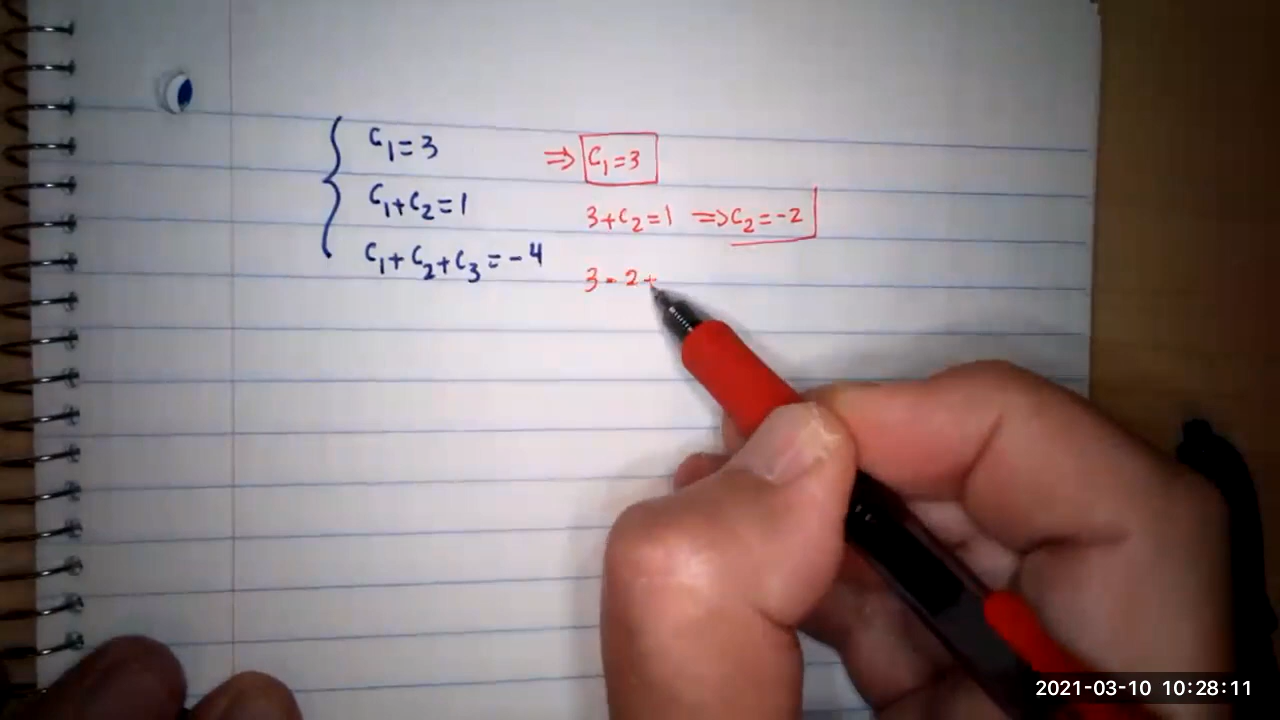 C₁=3 ⇒ C₁=3
C₁+C₂=1 3+C₂=1 ⇒ C₂=-2
C₁+C₂+C₃=-4 3-2+
2021-03-10 10:28:11